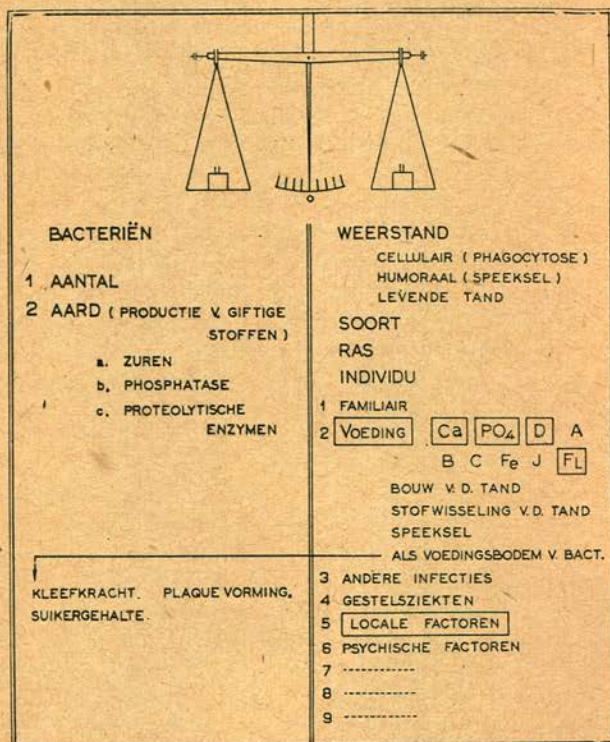 BACTERIËN
1 AANTAL
2 AARD ( PRODUCTIE V. GIFTIGE
STOFFEN )
a. ZUREN
b. PHOSPHATASE
c. PROTEOLYTISCHE
ENZYMEN
KLEEFKRACHT. PLAQUE VORMING.
SUIKERGEHALTE.
WEERSTAND
CELLULAIR ( PHAGOCYTOSE )
HUMORAAL ( SPEEKSEL )
LEVENDE TAND
SOORT
RAS
INDIVIDU
1 FAMILIAIR
2 VOEDING Ca PO4 D A
B C Fe J FL
BOUW V. D. TAND
STOFWISSELING V. D. TAND
SPEEKSEL
ALS VOEDINGSBODEM V. BACT.
3 ANDERE INFECTIES
4 GESTELSZIEKTEN
5 LOCALE FACTOREN
6 PSYCHISCHE FACTOREN
7 -----------
8 -----------
9 -----------